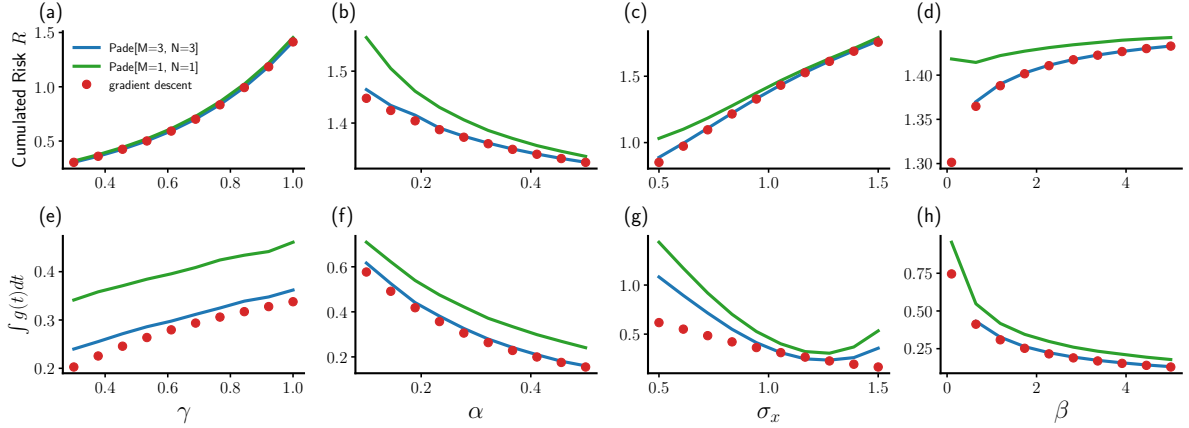 (a)
(b)
(c)
(d)
Cumulated Risk R
1.5
1.0
0.5
Pade[M=3, N=3]
Pade[M=1, N=1]
gradient descent
0.4 0.6 0.8 1.0
1.5
1.4
0.2 0.4
1.5
1.0
0.5 1.0 1.5
1.40
1.35
1.30
0 2 4
(e)
(f)
(g)
(h)
∫ g(t)dt
0.4
0.3
0.2
0.4 0.6 0.8 1.0
γ
0.6
0.4
0.2
0.2 0.4
α
1.0
0.5
0.5 1.0 1.5
σ_x
0.75
0.50
0.25
0 2 4
β